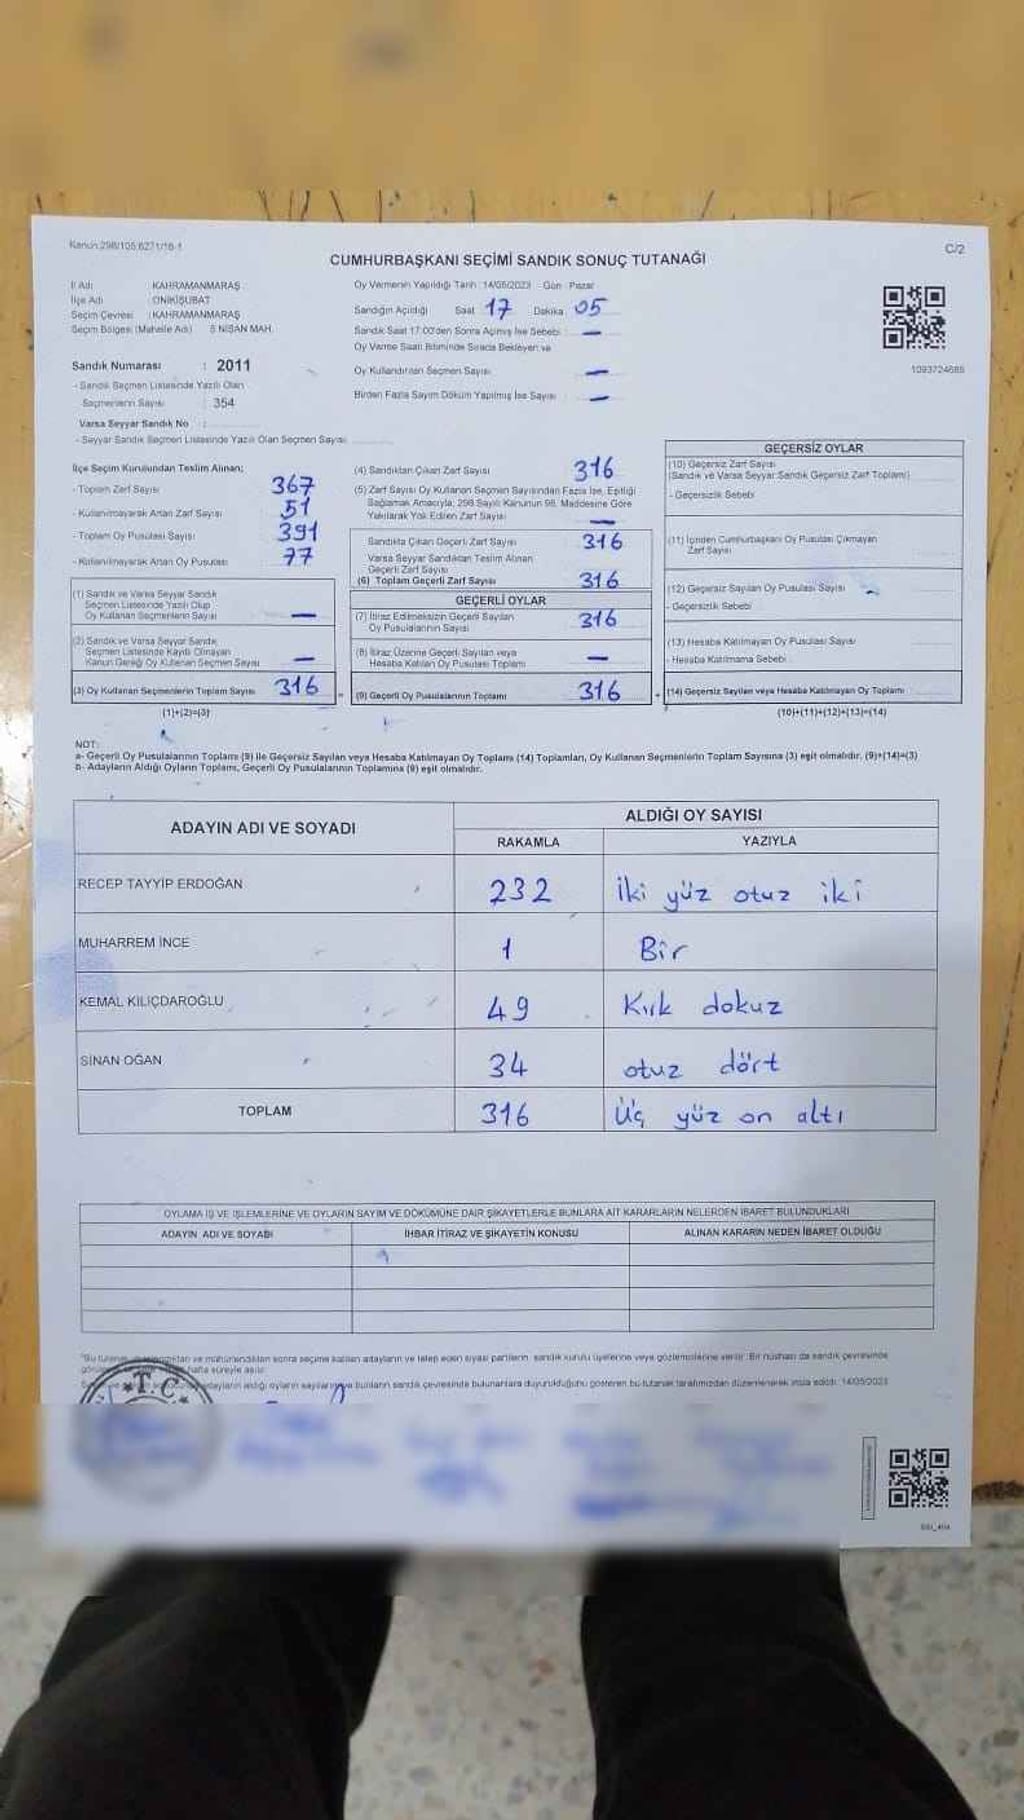 Kanun:298/105 6271/16-1
C/2
CUMHURBAŞKANI SEÇİMİ SANDIK SONUÇ TUTANAĞI
İl Adı : KAHRAMANMARAŞ
İlçe Adı : ONİKİŞUBAT
Seçim Çevresi : KAHRAMANMARAŞ
Seçim Bölgesi (Mahalle Adı) 5 NİSAN MAH.
Sandık Numarası : 2011
- Sandık Seçmen Listesinde Yazılı Olan
Seçmenlerin Sayısı : 354
Varsa Seyyar Sandık No :
- Seyyar Sandık Seçmen Listesinde Yazılı Olan Seçmen Sayısı
Oy Vermenin Yapıldığı Tarih : 14/05/2023 Gün : Pazar
Sandığın Açıldığı Saat 17 Dakika 05
Sandık Saat 17:00'den Sonra Açılmış İse Sebebi : —
Oy Verme Saati Bitiminde Sırada Bekleyen ve
Oy Kullandırılan Seçmen Sayısı —
Birden Fazla Sayım Döküm Yapılmış İse Sayısı —
1093724685
İlçe Seçim Kurulundan Teslim Alınan;
- Toplam Zarf Sayısı 367
- Kullanılmayarak Artan Zarf Sayısı 51
- Toplam Oy Pusulası Sayısı 391
- Kullanılmayarak Artan Oy Pusulası 77
(1) Sandık ve Varsa Seyyar Sandık
Seçmen Listesinde Yazılı Olup
Oy Kullanan Seçmenlerin Sayısı —
(2) Sandık ve Varsa Seyyar Sandık
Seçmen Listesinde Kayıtlı Olmayan
Kanun Gereği Oy Kullanan Seçmen Sayısı —
(3) Oy Kullanan Seçmenlerin Toplam Sayısı 316
(1)+(2)=(3)
(4) Sandıktan Çıkan Zarf Sayısı 316
(5) Zarf Sayısı Oy Kullanan Seçmen Sayısından Fazla İse, Eşitliği
Sağlamak Amacıyla, 298 Sayılı Kanunun 98. Maddesine Göre
Yakılarak Yok Edilen Zarf Sayısı —
Sandıkta Çıkan Geçerli Zarf Sayısı 316
Varsa Seyyar Sandıktan Teslim Alınan
Geçerli Zarf Sayısı
(6) Toplam Geçerli Zarf Sayısı 316
GEÇERLİ OYLAR
(7) İtiraz Edilmeksizin Geçerli Sayılan
Oy Pusulalarının Sayısı 316
(8) İtiraz Üzerine Geçerli Sayılan veya
Hesaba Katılan Oy Pusulası Toplamı —
(9) Geçerli Oy Pusulalarının Toplamı 316
GEÇERSİZ OYLAR
(10) Geçersiz Zarf Sayısı
(Sandık ve Varsa Seyyar Sandık Geçersiz Zarf Toplamı)
- Geçersizlik Sebebi
(11) İçinden Cumhurbaşkanı Oy Pusulası Çıkmayan
Zarf Sayısı
(12) Geçersiz Sayılan Oy Pusulası Sayısı
- Geçersizlik Sebebi
(13) Hesaba Katılmayan Oy Pusulası Sayısı
- Hesaba Katılmama Sebebi
(14) Geçersiz Sayılan veya Hesaba Katılmayan Oy Toplamı
(10)+(11)+(12)+(13)=(14)
NOT:
a- Geçerli Oy Pusulalarının Toplamı (9) ile Geçersiz Sayılan veya Hesaba Katılmayan Oy Toplamı (14) Toplamları, Oy Kullanan Seçmenlerin Toplam Sayısına (3) eşit olmalıdır. (9)+(14)=(3)
b- Adayların Aldığı Oyların Toplamı, Geçerli Oy Pusulalarının Toplamına (9) eşit olmalıdır.
ADAYIN ADI VE SOYADI
ALDIĞI OY SAYISI
RAKAMLA YAZIYLA
RECEP TAYYİP ERDOĞAN 232 İki yüz otuz iki
MUHARREM İNCE 1 Bir
KEMAL KILIÇDAROĞLU 49 Kırk dokuz
SİNAN OĞAN 34 otuz dört
TOPLAM 316 Üç yüz on altı
OYLAMA İŞ VE İŞLEMLERİNE VE OYLARIN SAYIM VE DÖKÜMÜNE DAİR ŞİKAYETLERLE BUNLARA AİT KARARLARIN NELERDEN İBARET BULUNDUKLARI
ADAYIN ADI VE SOYADI İHBAR İTİRAZ VE ŞİKAYETİN KONUSU ALINAN KARARIN NEDEN İBARET OLDUĞU
ve mühürlendikten sonra seçime katılan adayların ve talep eden siyasi partilerin sandık kurulu üyelerine veya gözlemcilerine verilir. Bir nüshası da sandık çevresinde
hafta süreyle asılır.
adayların aldığı oyların sayılarını ve bunların sandık çevresinde bulunanlara duyurulduğunu gösteren bu tutanak tarafımızdan düzenlenerek imza edildi. 14/05/2023
T.C